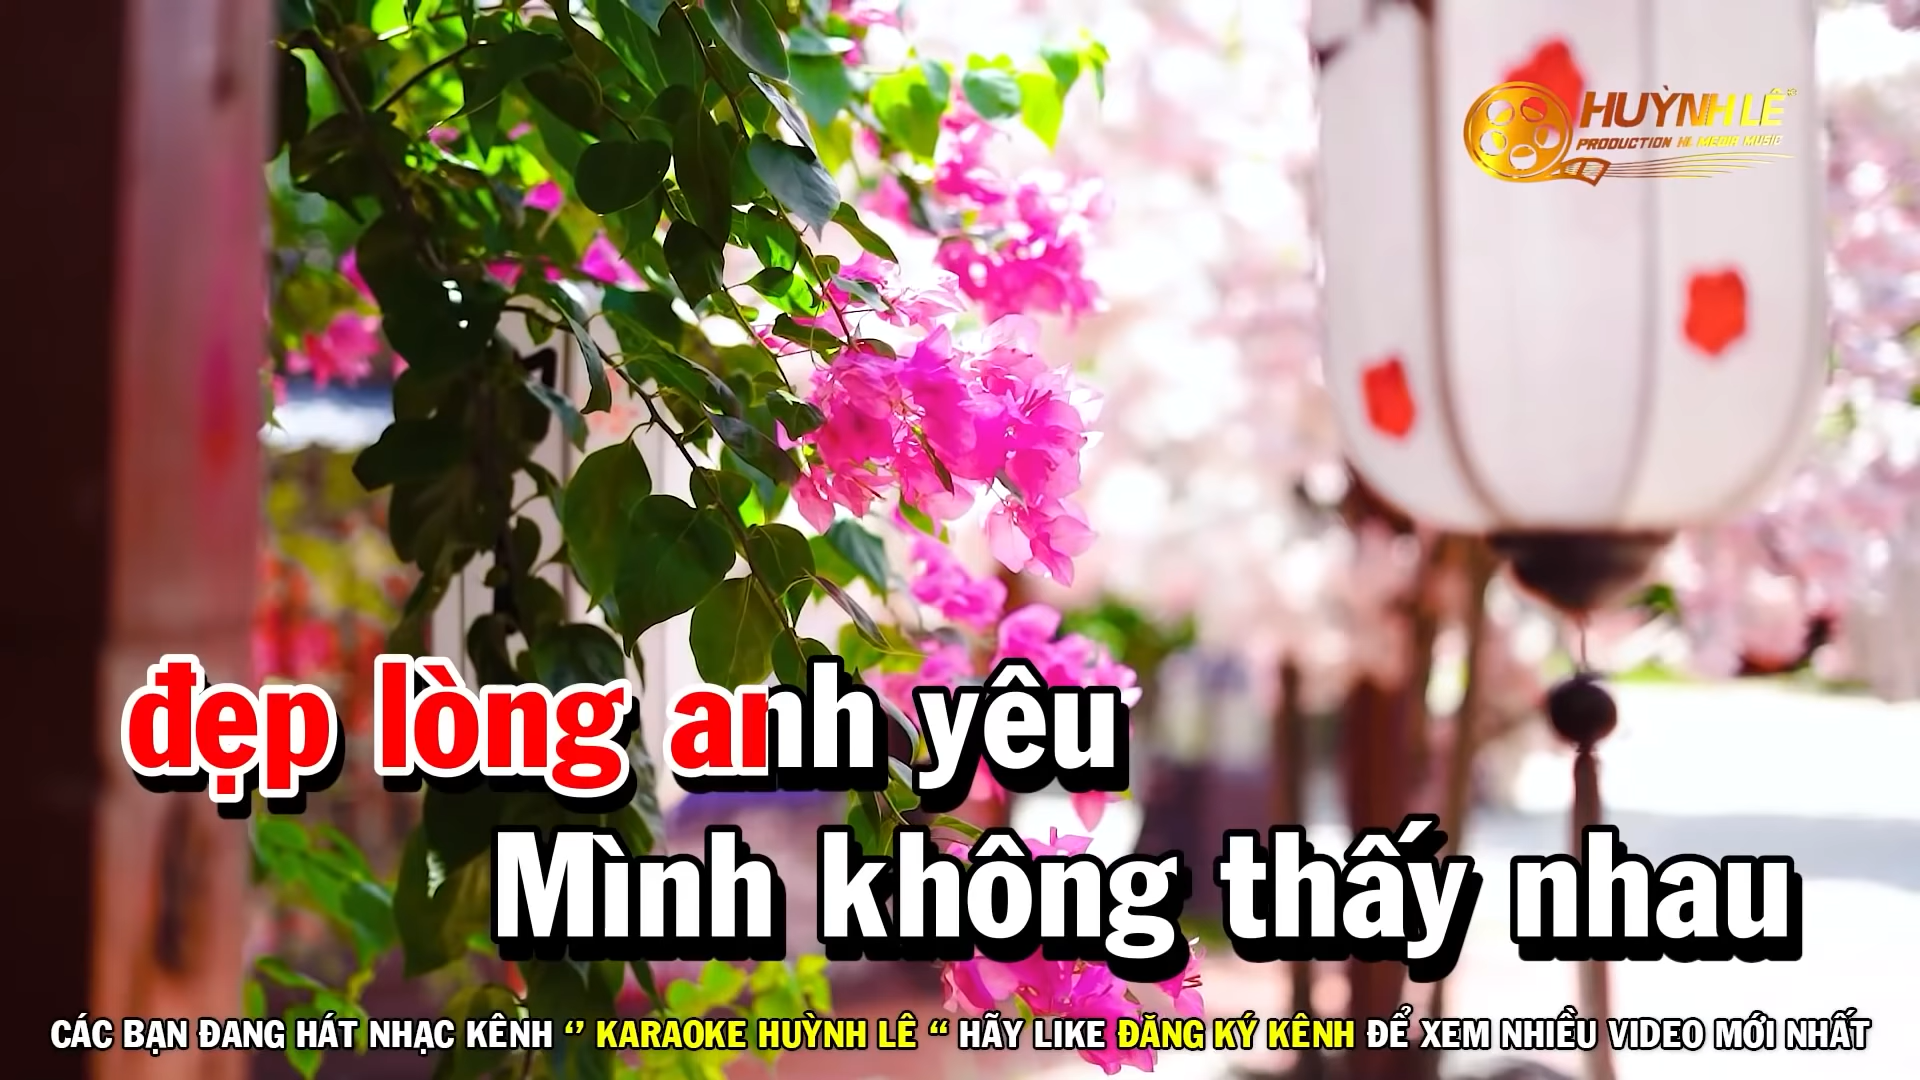 HUỲNH LÊ
PRODUCTION HL MEDIA MUSIC
đẹp lòng anh yêu
Mình không thấy nhau
CÁC BẠN ĐANG HÁT NHẠC KÊNH ‘’ KARAOKE HUỲNH LÊ “ HÃY LIKE ĐĂNG KÝ KÊNH ĐỂ XEM NHIỀU VIDEO MỚI NHẤT